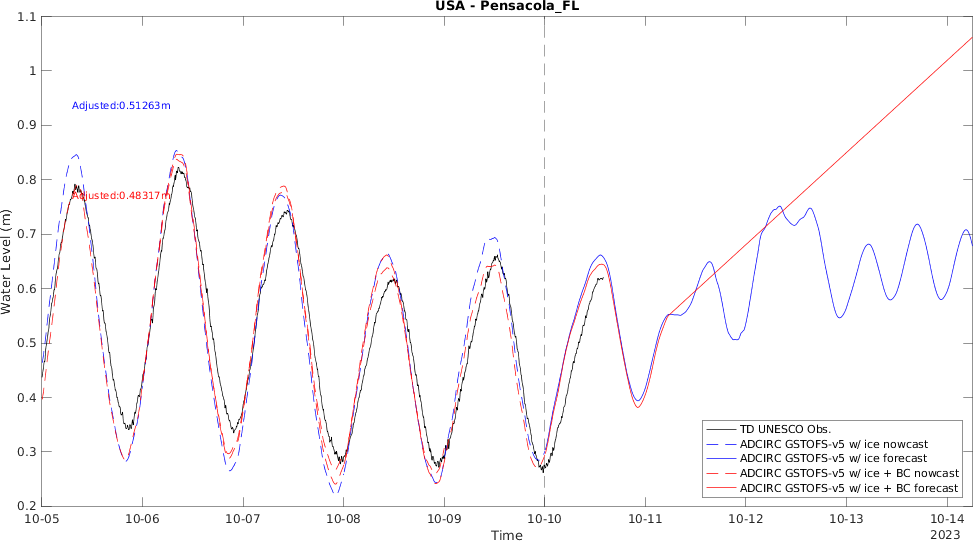 USA - Pensacola_FL
1.1
1
0.9
0.8
0.7
0.6
0.5
0.4
0.3
0.2
Water Level (m)
Adjusted:0.51263m
Adjusted:0.48317m
TD UNESCO Obs.
ADCIRC GSTOFS-v5 w/ ice nowcast
ADCIRC GSTOFS-v5 w/ ice forecast
ADCIRC GSTOFS-v5 w/ ice + BC nowcast
ADCIRC GSTOFS-v5 w/ ice + BC forecast
10-05 10-06 10-07 10-08 10-09 10-10 10-11 10-12 10-13 10-14
2023
Time